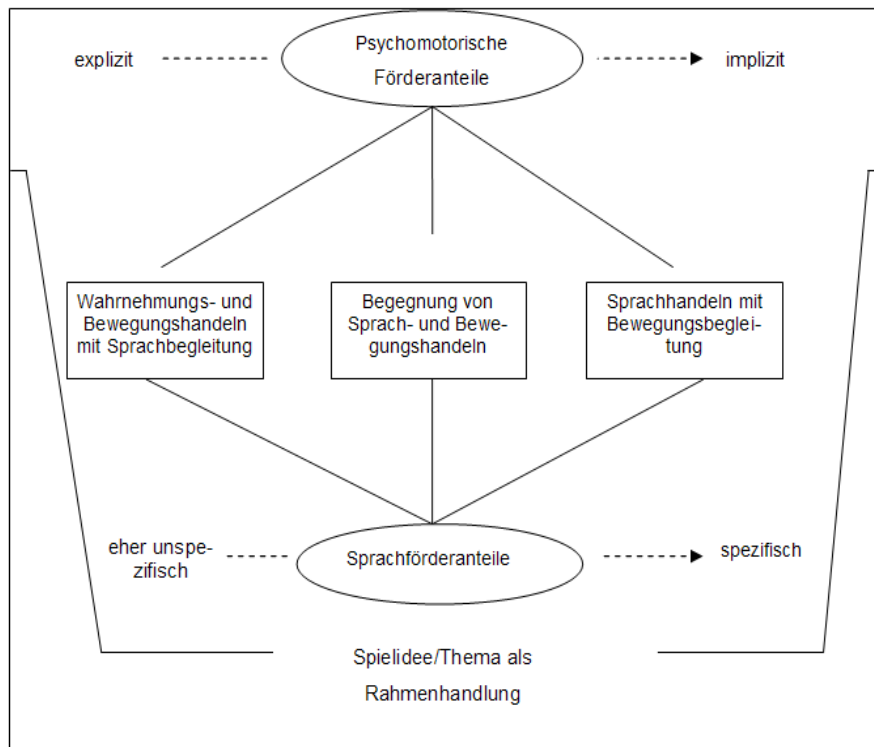 Psychomotorische
Förderanteile
explizit
implizit
Wahrnehmungs- und
Bewegungshandeln
mit Sprachbegleitung
Begegnung von
Sprach- und Bewe-
gungshandeln
Sprachhandeln mit
Bewegungsbeglei-
tung
eher unspe-
zifisch
Sprachförderanteile
spezifisch
Spielidee/Thema als
Rahmenhandlung